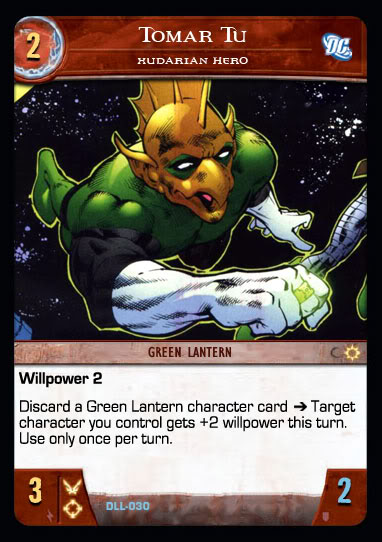 2
TOMAR TU
XUDARIAN HERO
DC
GREEN LANTERN
Willpower 2
Discard a Green Lantern character card ➔ Target
character you control gets +2 willpower this turn.
Use only once per turn.
3
DLL-030
2